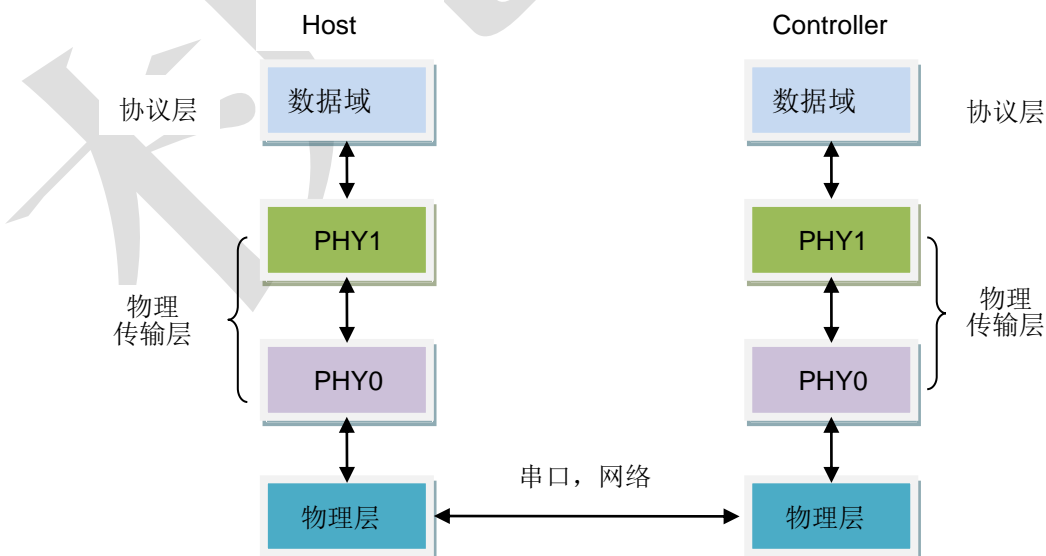 Host
Controller
协议层
数据域
数据域
协议层
PHY1
PHY1
物理
传输层
物理
传输层
PHY0
PHY0
串口，网络
物理层
物理层